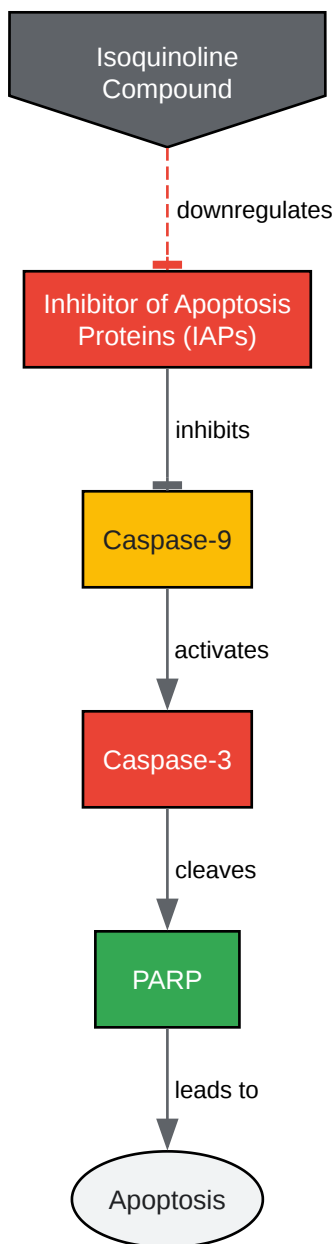 Isoquinoline
Compound
downregulates
Inhibitor of Apoptosis
Proteins (IAPs)
inhibits
Caspase-9
activates
Caspase-3
cleaves
PARP
leads to
Apoptosis